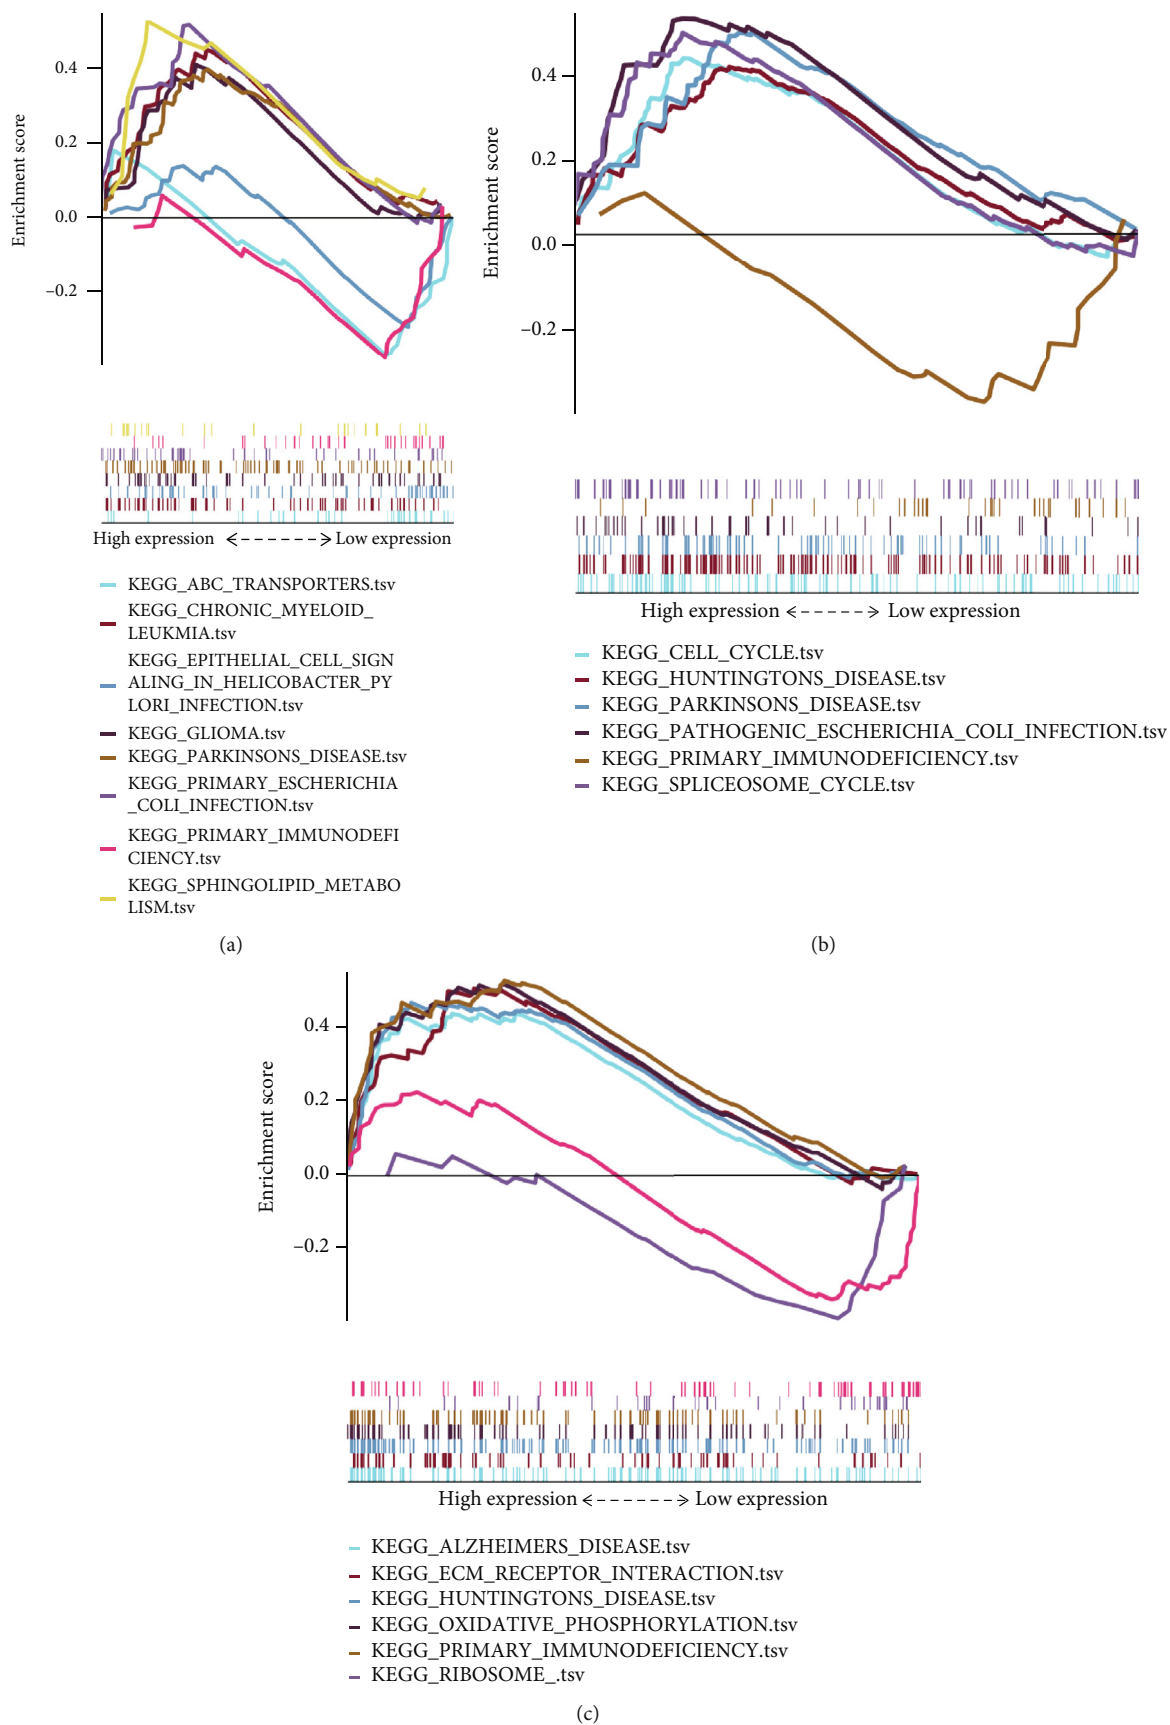 0.4
0.2
0.0
–0.2
Enrichment score
High expression
Low expression
KEGG_ABC_TRANSPORTERS.tsv
KEGG_CHRONIC_MYELOID_
LEUKMIA.tsv
KEGG_EPITHELIAL_CELL_SIGN
ALING_IN_HELICOBACTER_PY
LORI_INFECTION.tsv
KEGG_GLIOMA.tsv
KEGG_PARKINSONS_DISEASE.tsv
KEGG_PRIMARY_ESCHERICHIA
_COLI_INFECTION.tsv
KEGG_PRIMARY_IMMUNODEFI
CIENCY.tsv
KEGG_SPHINGOLIPID_METABO
LISM.tsv
(a)
0.4
0.2
0.0
–0.2
Enrichment score
High expression
Low expression
KEGG_CELL_CYCLE.tsv
KEGG_HUNTINGTONS_DISEASE.tsv
KEGG_PARKINSONS_DISEASE.tsv
KEGG_PATHOGENIC_ESCHERICHIA_COLI_INFECTION.tsv
KEGG_PRIMARY_IMMUNODEFICIENCY.tsv
KEGG_SPLICEOSOME_CYCLE.tsv
(b)
0.4
0.2
0.0
–0.2
Enrichment score
High expression
Low expression
KEGG_ALZHEIMERS_DISEASE.tsv
KEGG_ECM_RECEPTOR_INTERACTION.tsv
KEGG_HUNTINGTONS_DISEASE.tsv
KEGG_OXIDATIVE_PHOSPHORYLATION.tsv
KEGG_PRIMARY_IMMUNODEFICIENCY.tsv
KEGG_RIBOSOME_.tsv
(c)